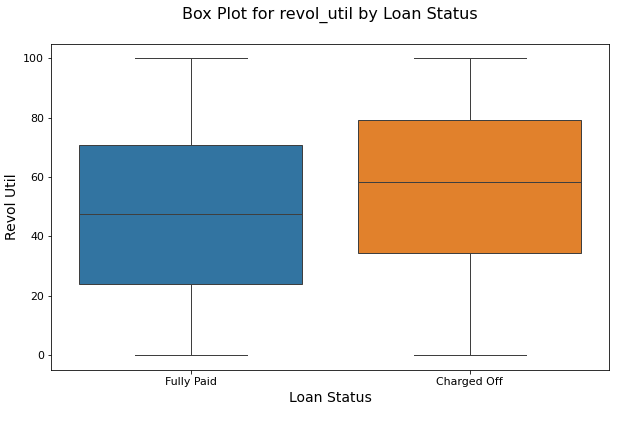 Box Plot for revol_util by Loan Status
Revol Util
100
80
60
40
20
0
Fully Paid
Charged Off
Loan Status